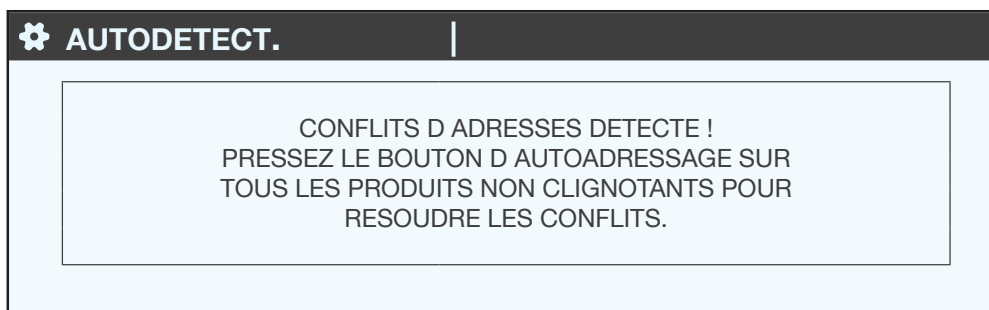 AUTODETECT.
CONFLITS D ADRESSES DETECTE !
PRESSEZ LE BOUTON D AUTOADRESSAGE SUR
TOUS LES PRODUITS NON CLIGNOTANTS POUR
RESOUDRE LES CONFLITS.